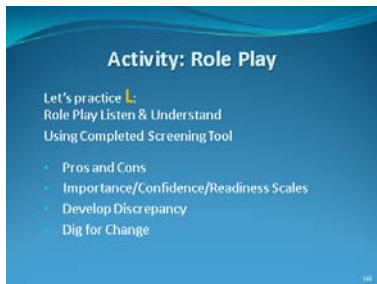 Activity: Role Play
Let's practice L:
Role Play Listen & Understand
Using Completed Screening Tool
• Pros and Cons
• Importance/Confidence/Readiness Scales
• Develop Discrepancy
• Dig for Change